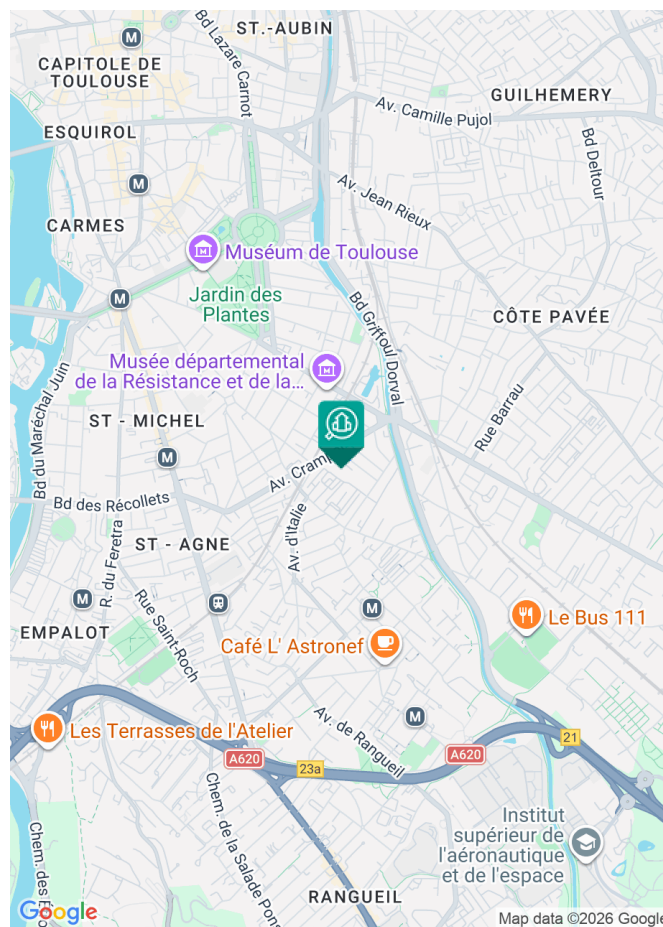 ST.-AUBIN
Bd Lazare Carnot
M
CAPITOLE DE
TOULOUSE
GUILHEMERY
Av. Camille Pujol
ESQUIROL
Bd Deltour
M
Av. Jean Rieux
CARMES
Muséum de Toulouse
M
Jardin des
Plantes
Bd Griffoul Dorval
CÔTE PAVÉE
Musée départemental
de la Résistance et de la...
Bd du Maréchal Juin
Rue Barrau
ST - MICHEL
M
Av. Cramp
Bd des Récollets
Av. d'Italie
ST - AGNE
R. du Feretra
M
Rue Saint-Roch
M
Le Bus 111
EMPALOT
Café L' Astronef
Les Terrasses de l'Atelier
Av. de Rangueil
M
21
A620
A620
23a
Chem. de la Salade Pons
Institut
supérieur de
l'aéronautique
et de l'espace
Chem. des
RANGUEIL
Google
Map data ©2026 Google